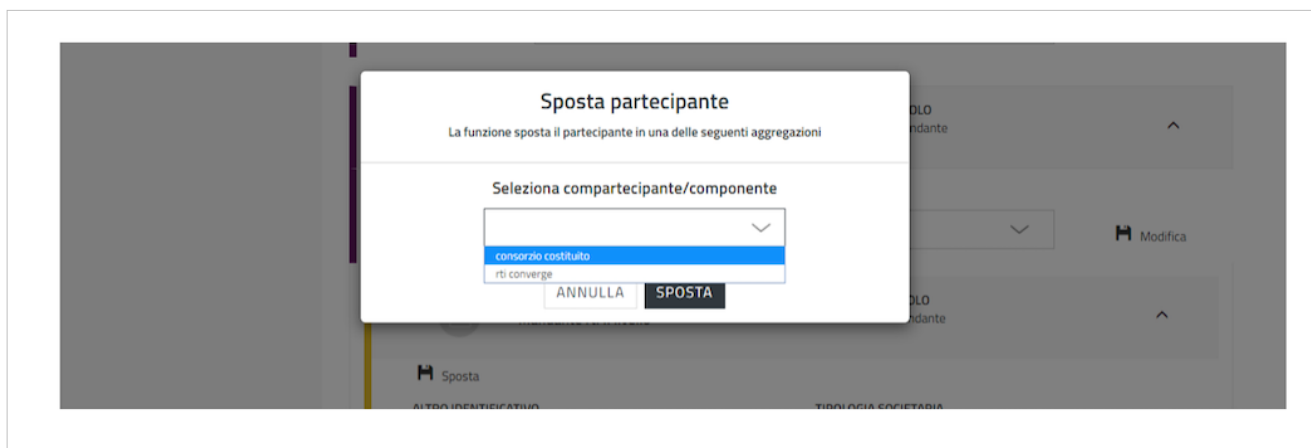 Sposta partecipante
La funzione sposta il partecipante in una delle seguenti aggregazioni
Seleziona compartecipante/componente
consorzio costituito
rti converge
ANNULLA
SPOSTA
Modifica
Sposta
ALTRO IDENTIFICATIVO
TIPOLOGIA SOCIETARIA